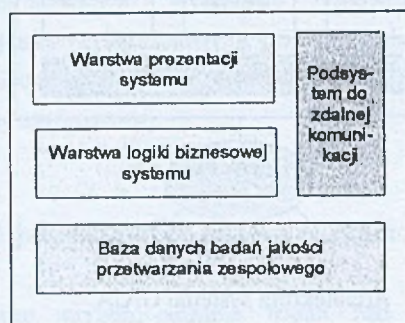 Warstwa prezentacji
systemu
Podsys-
tem do
zdalnej
komuni-
kacji
Warstwa logiki biznesowej
systemu
Baza danych badań jakości
przetwarzania zespołowego